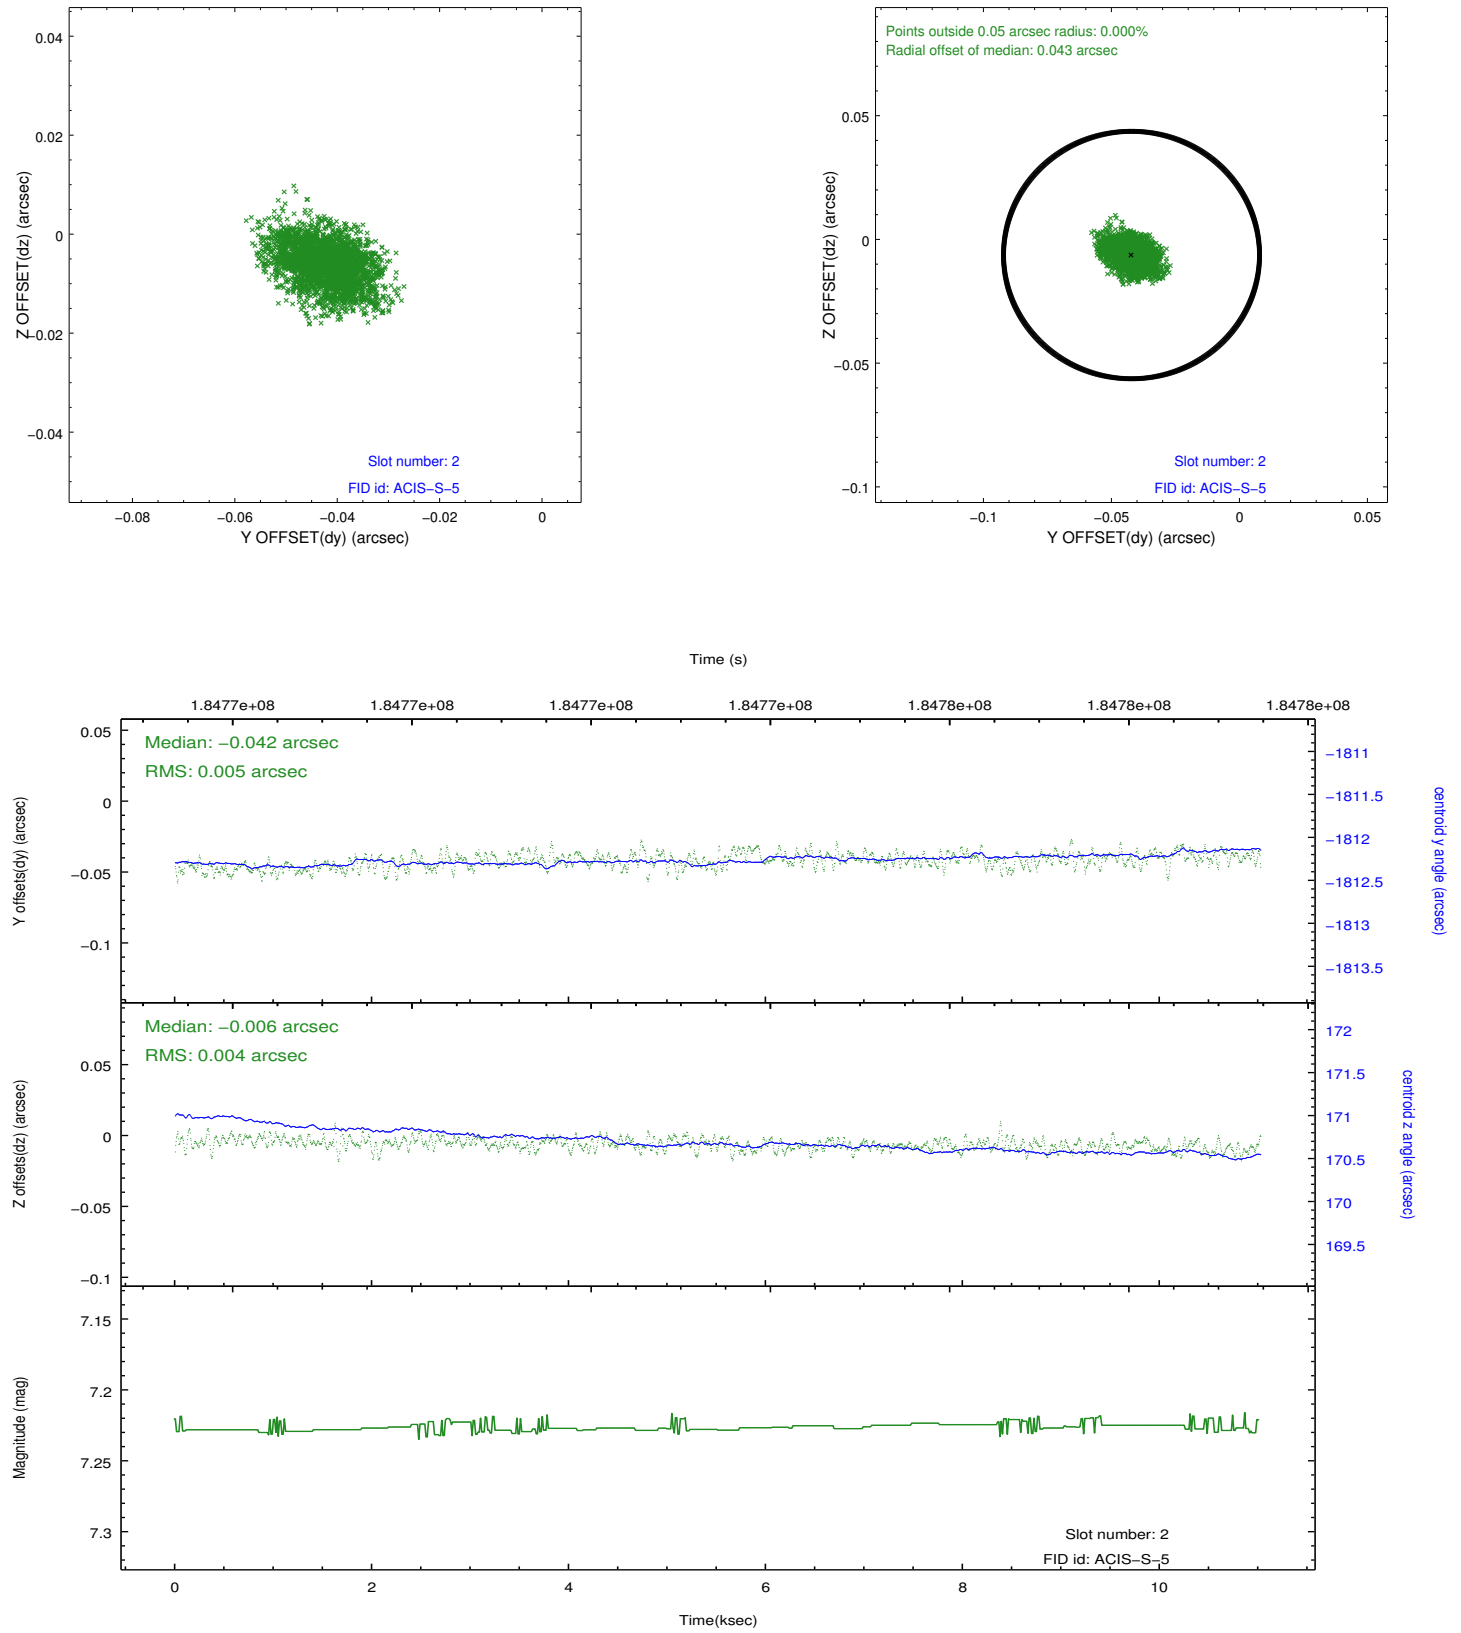 0.04
0.02
0
−0.02
−0.04
Z OFFSET(dz) (arcsec)
Slot number: 2
FID id: ACIS−S−5
−0.08
−0.06
−0.04
−0.02
0
Y OFFSET(dy) (arcsec)
Points outside 0.05 arcsec radius: 0.000%
Radial offset of median: 0.043 arcsec
0.05
0
−0.05
−0.1
Z OFFSET(dz) (arcsec)
Slot number: 2
FID id: ACIS−S−5
−0.1
−0.05
0
0.05
Y OFFSET(dy) (arcsec)
Time (s)
1.8477e+08
1.8477e+08
1.8477e+08
1.8477e+08
1.8478e+08
1.8478e+08
1.8478e+08
Median: −0.042 arcsec
RMS: 0.005 arcsec
0.05
0
−0.05
−0.1
Y offsets(dy) (arcsec)
−1811
−1811.5
−1812
−1812.5
−1813
−1813.5
centroid y angle (arcsec)
Median: −0.006 arcsec
RMS: 0.004 arcsec
0.05
0
−0.05
−0.1
Z offsets(dz) (arcsec)
172
171.5
171
170.5
170
169.5
centroid z angle (arcsec)
7.15
7.2
7.25
7.3
Magnitude (mag)
Slot number: 2
FID id: ACIS−S−5
0
2
4
6
8
10
Time(ksec)